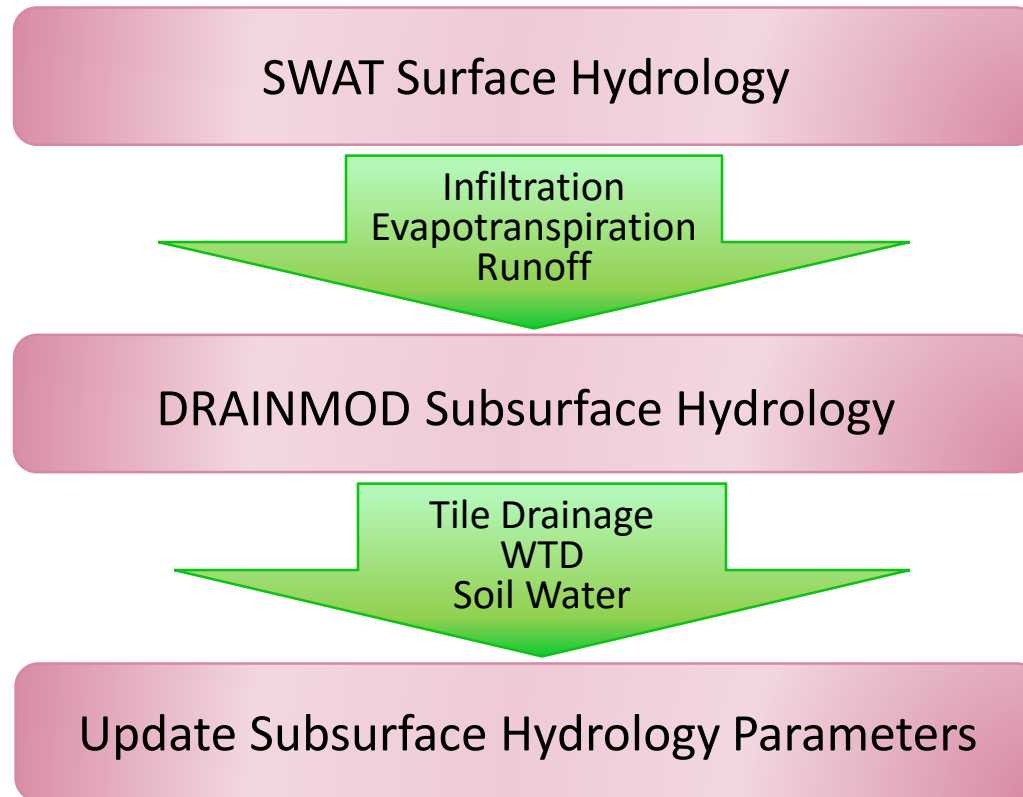 SWAT Surface Hydrology
Infiltration
Evapotranspiration
Runoff
DRAINMOD Subsurface Hydrology
Tile Drainage
WTD
Soil Water
Update Subsurface Hydrology Parameters